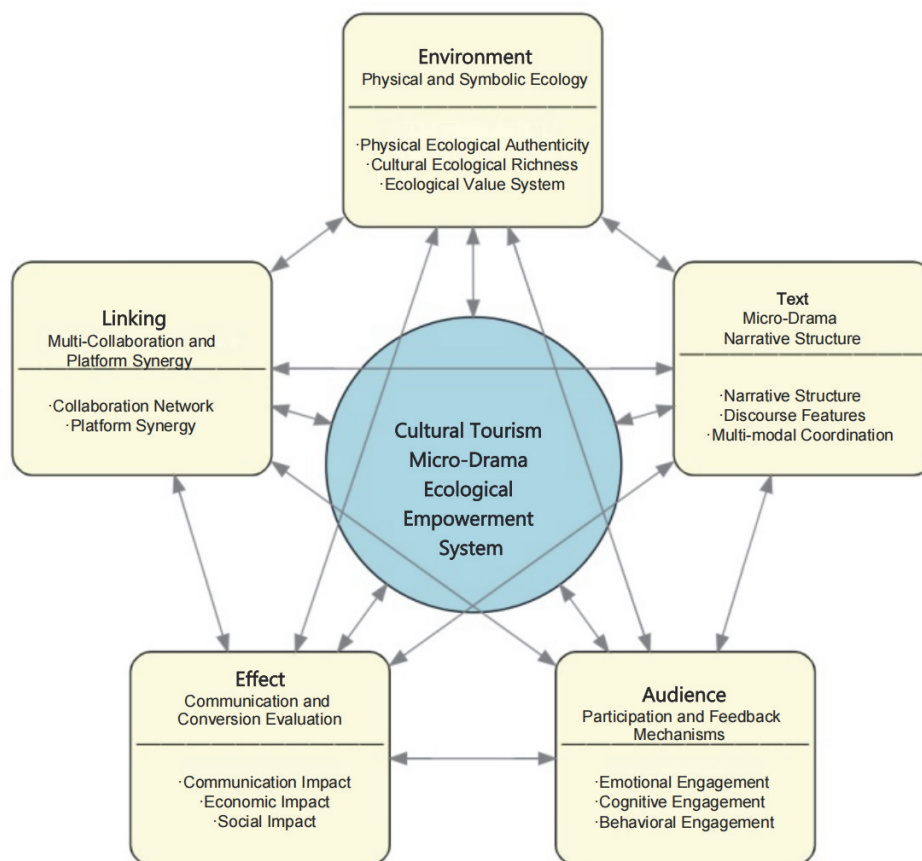 Environment
Physical and Symbolic Ecology
·Physical Ecological Authenticity
·Cultural Ecological Richness
·Ecological Value System
Linking
Multi-Collaboration and
Platform Synergy
·Collaboration Network
·Platform Synergy
Text
Micro-Drama
Narrative Structure
·Narrative Structure
·Discourse Features
·Multi-modal Coordination
Cultural Tourism
Micro-Drama
Ecological
Empowerment
System
Effect
Communication and
Conversion Evaluation
·Communication Impact
·Economic Impact
·Social Impact
Audience
Participation and Feedback
Mechanisms
·Emotional Engagement
·Cognitive Engagement
·Behavioral Engagement